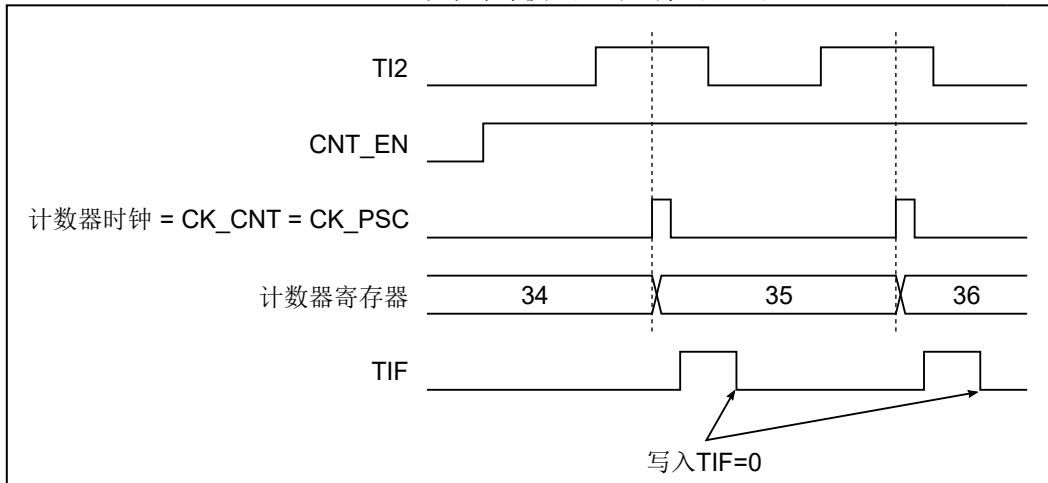 TI2
CNT_EN
计数器时钟 = CK_CNT = CK_PSC
计数器寄存器 34 35 36
TIF
写入TIF=0